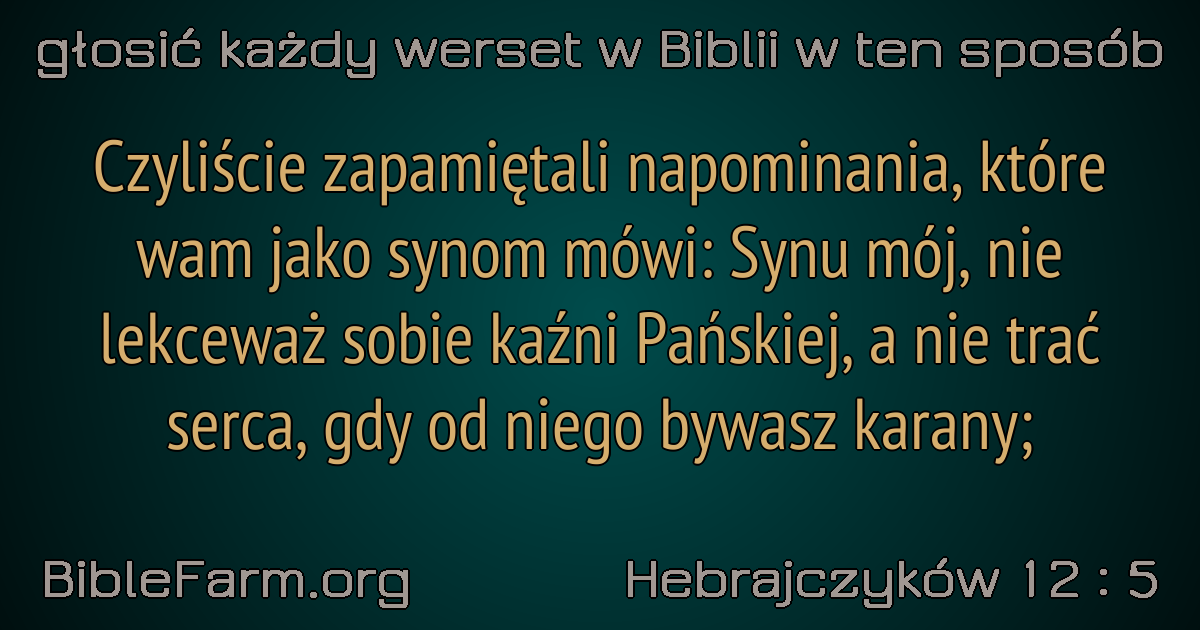 głosić każdy werset w Biblii w ten sposób
Czyliście zapamiętali napominania, które
wam jako synom mówi: Synu mój, nie
lekceważ sobie kaźni Pańskiej, a nie trać
serca, gdy od niego bywasz karany;
BibleFarm.org
Hebrajczyków 12 : 5